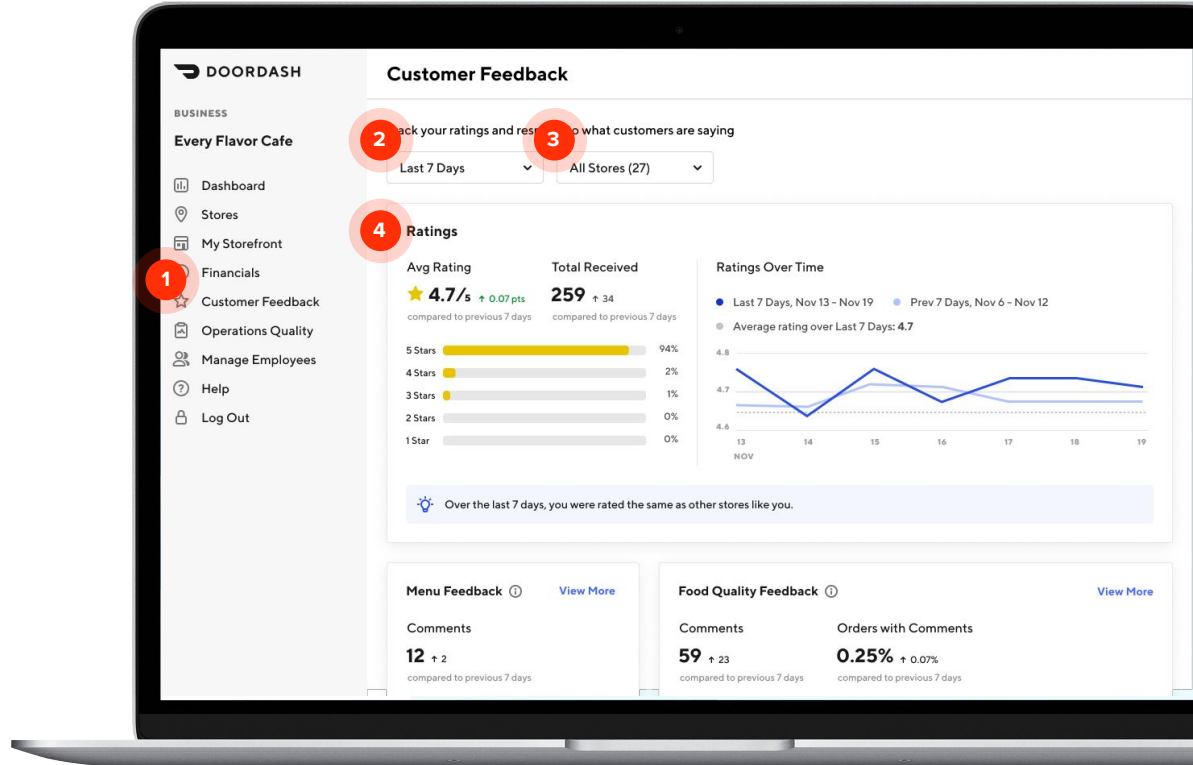 DOORDASH
BUSINESS
Every Flavor Cafe
Dashboard
Stores
My Storefront
1
Financials
Customer Feedback
Operations Quality
Manage Employees
Help
Log Out
Customer Feedback
your ratings and what customers are saying
2
3
Last 7 Days
All Stores (27)
4
Ratings
Avg Rating
4.7/5 ↑ 0.07 pts
compared to previous 7 days
Total Received
259 ↑ 34
compared to previous 7 days
5 Stars 94%
4 Stars 2%
3 Stars 1%
2 Stars 0%
1 Star 0%
Ratings Over Time
Last 7 Days, Nov 13 - Nov 19 Prev 7 Days, Nov 6 - Nov 12
Average rating over Last 7 Days: 4.7
4.8
4.7
4.6
13 14 15 16 17 18 19
NOV
Over the last 7 days, you were rated the same as other stores like you.
Menu Feedback View More
Comments
12 ↑ 2
compared to previous 7 days
Food Quality Feedback View More
Comments
59 ↑ 23
compared to previous 7 days
Orders with Comments
0.25% ↑ 0.07%
compared to previous 7 days